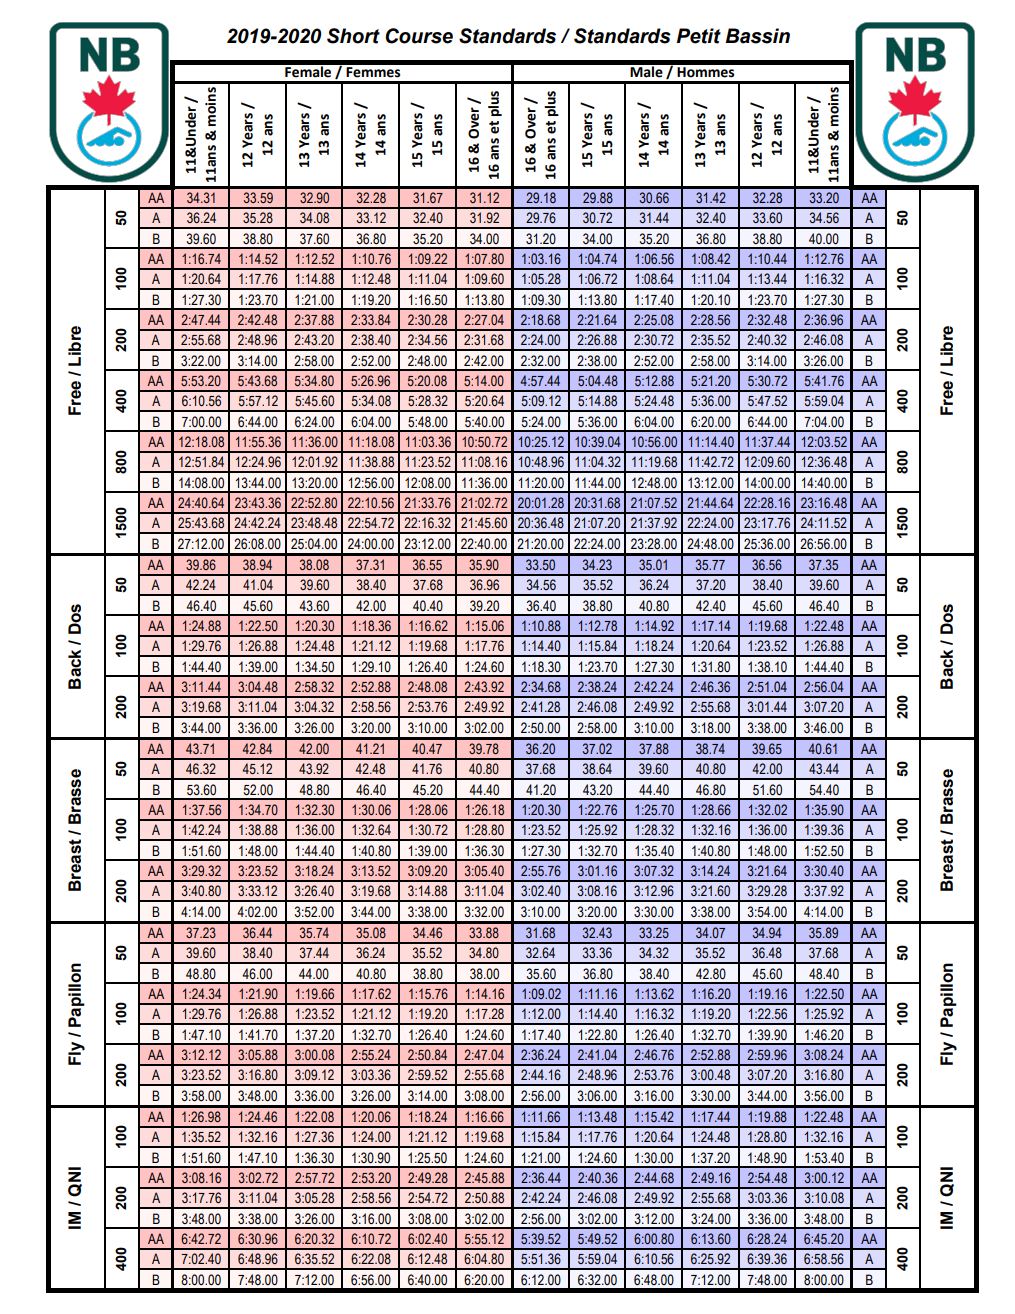 2019-2020 Short Course Standards / Standards Petit Bassin
NB
NB
Female / Femmes Male / Hommes
11&Under / 11ans & moins 12 Years / 12 ans 13 Years / 13 ans 14 Years / 14 ans 15 Years / 15 ans 16 & Over / 16 ans et plus 16 & Over / 16 ans et plus 15 Years / 15 ans 14 Years / 14 ans 13 Years / 13 ans 12 Years / 12 ans 11&Under / 11ans & moins
Free / Libre
50
AA 34.31 33.59 32.90 32.28 31.67 31.12 29.18 29.88 30.66 31.42 32.28 33.20 AA
A 36.24 35.28 34.08 33.12 32.40 31.92 29.76 30.72 31.44 32.40 33.60 34.56 A
B 39.60 38.80 37.60 36.80 35.20 34.00 31.20 34.00 35.20 36.80 38.80 40.00 B
50
100
AA 1:16.74 1:14.52 1:12.52 1:10.76 1:09.22 1:07.80 1:03.16 1:04.74 1:06.56 1:08.42 1:10.44 1:12.76 AA
A 1:20.64 1:17.76 1:14.88 1:12.48 1:11.04 1:09.60 1:05.28 1:06.72 1:08.64 1:11.04 1:13.44 1:16.32 A
B 1:27.30 1:23.70 1:21.00 1:19.20 1:16.50 1:13.80 1:09.30 1:13.80 1:17.40 1:20.10 1:23.70 1:27.30 B
100
200
AA 2:47.44 2:42.48 2:37.88 2:33.84 2:30.28 2:27.04 2:18.68 2:21.64 2:25.08 2:28.56 2:32.48 2:36.96 AA
A 2:55.68 2:48.96 2:43.20 2:38.40 2:34.56 2:31.68 2:24.00 2:26.88 2:30.72 2:35.52 2:40.32 2:46.08 A
B 3:22.00 3:14.00 2:58.00 2:52.00 2:48.00 2:42.00 2:32.00 2:38.00 2:52.00 2:58.00 3:14.00 3:26.00 B
200
400
AA 5:53.20 5:43.68 5:34.80 5:26.96 5:20.08 5:14.00 4:57.44 5:04.48 5:12.88 5:21.20 5:30.72 5:41.76 AA
A 6:10.56 5:57.12 5:45.60 5:34.08 5:28.32 5:20.64 5:09.12 5:14.88 5:24.48 5:36.00 5:47.52 5:59.04 A
B 7:00.00 6:44.00 6:24.00 6:04.00 5:48.00 5:40.00 5:24.00 5:36.00 6:04.00 6:20.00 6:44.00 7:04.00 B
400
800
AA 12:18.08 11:55.36 11:36.00 11:18.08 11:03.36 10:50.72 10:25.12 10:39.04 10:56.00 11:14.40 11:37.44 12:03.52 AA
A 12:51.84 12:24.96 12:01.92 11:38.88 11:23.52 11:08.16 10:48.96 11:04.32 11:19.68 11:42.72 12:09.60 12:36.48 A
B 14:08.00 13:44.00 13:20.00 12:56.00 12:08.00 11:36.00 11:20.00 11:44.00 12:48.00 13:12.00 14:00.00 14:40.00 B
800
1500
AA 24:40.64 23:43.36 22:52.80 22:10.56 21:33.76 21:02.72 20:01.28 20:31.68 21:07.52 21:44.64 22:28.16 23:16.48 AA
A 25:43.68 24:42.24 23:48.48 22:54.72 22:16.32 21:45.60 20:36.48 21:07.20 21:37.92 22:24.00 23:17.76 24:11.52 A
B 27:12.00 26:08.00 25:04.00 24:00.00 23:12.00 22:40.00 21:20.00 22:24.00 23:28.00 24:48.00 25:36.00 26:56.00 B
1500
Free / Libre
Back / Dos
50
AA 39.86 38.94 38.08 37.31 36.55 35.90 33.50 34.23 35.01 35.77 36.56 37.35 AA
A 42.24 41.04 39.60 38.40 37.68 36.96 34.56 35.52 36.24 37.20 38.40 39.60 A
B 46.40 45.60 43.60 42.00 40.40 39.20 36.40 38.80 40.80 42.40 45.60 46.40 B
50
100
AA 1:24.88 1:22.50 1:20.30 1:18.36 1:16.62 1:15.06 1:10.88 1:12.78 1:14.92 1:17.14 1:19.68 1:22.48 AA
A 1:29.76 1:26.88 1:24.48 1:21.12 1:19.68 1:17.76 1:14.40 1:15.84 1:18.24 1:20.64 1:23.52 1:26.88 A
B 1:44.40 1:39.00 1:34.50 1:29.10 1:26.40 1:24.60 1:18.30 1:23.70 1:27.30 1:31.80 1:38.10 1:44.40 B
100
200
AA 3:11.44 3:04.48 2:58.32 2:52.88 2:48.08 2:43.92 2:34.68 2:38.24 2:42.24 2:46.36 2:51.04 2:56.04 AA
A 3:19.68 3:11.04 3:04.32 2:58.56 2:53.76 2:49.92 2:41.28 2:46.08 2:49.92 2:55.68 3:01.44 3:07.20 A
B 3:44.00 3:36.00 3:26.00 3:20.00 3:10.00 3:02.00 2:50.00 2:58.00 3:10.00 3:18.00 3:38.00 3:46.00 B
200
Back / Dos
Breast / Brasse
50
AA 43.71 42.84 42.00 41.21 40.47 39.78 36.20 37.02 37.88 38.74 39.65 40.61 AA
A 46.32 45.12 43.92 42.48 41.76 40.80 37.68 38.64 39.60 40.80 42.00 43.44 A
B 53.60 52.00 48.80 46.40 45.20 44.40 41.20 43.20 44.40 46.80 51.60 54.40 B
50
100
AA 1:37.56 1:34.70 1:32.30 1:30.06 1:28.06 1:26.18 1:20.30 1:22.76 1:25.70 1:28.66 1:32.02 1:35.90 AA
A 1:42.24 1:38.88 1:36.00 1:32.64 1:30.72 1:28.80 1:23.52 1:25.92 1:28.32 1:32.16 1:36.00 1:39.36 A
B 1:51.60 1:48.00 1:44.40 1:40.80 1:39.00 1:36.30 1:27.30 1:32.70 1:35.40 1:40.80 1:48.00 1:52.50 B
100
200
AA 3:29.32 3:23.52 3:18.24 3:13.52 3:09.20 3:05.40 2:55.76 3:01.16 3:07.32 3:14.24 3:21.64 3:30.40 AA
A 3:40.80 3:33.12 3:26.40 3:19.68 3:14.88 3:11.04 3:02.40 3:08.16 3:12.96 3:21.60 3:29.28 3:37.92 A
B 4:14.00 4:02.00 3:52.00 3:44.00 3:38.00 3:32.00 3:10.00 3:20.00 3:30.00 3:38.00 3:54.00 4:14.00 B
200
Breast / Brasse
Fly / Papillon
50
AA 37.23 36.44 35.74 35.08 34.46 33.88 31.68 32.43 33.25 34.07 34.94 35.89 AA
A 39.60 38.40 37.44 36.24 35.52 34.80 32.64 33.36 34.32 35.52 36.48 37.68 A
B 48.80 46.00 44.00 40.80 38.80 38.00 35.60 36.80 38.40 42.80 45.60 48.40 B
50
100
AA 1:24.34 1:21.90 1:19.66 1:17.62 1:15.76 1:14.16 1:09.02 1:11.16 1:13.62 1:16.20 1:19.16 1:22.50 AA
A 1:29.76 1:26.88 1:23.52 1:21.12 1:19.20 1:17.28 1:12.00 1:14.40 1:16.32 1:19.20 1:22.56 1:25.92 A
B 1:47.10 1:41.70 1:37.20 1:32.70 1:26.40 1:24.60 1:17.40 1:22.80 1:26.40 1:32.70 1:39.90 1:46.20 B
100
200
AA 3:12.12 3:05.88 3:00.08 2:55.24 2:50.84 2:47.04 2:36.24 2:41.04 2:46.76 2:52.88 2:59.96 3:08.24 AA
A 3:23.52 3:16.80 3:09.12 3:03.36 2:59.52 2:55.68 2:44.16 2:48.96 2:53.76 3:00.48 3:07.20 3:16.80 A
B 3:58.00 3:48.00 3:36.00 3:26.00 3:14.00 3:08.00 2:56.00 3:06.00 3:16.00 3:30.00 3:44.00 3:56.00 B
200
Fly / Papillon
IM / QNI
100
AA 1:26.98 1:24.46 1:22.08 1:20.06 1:18.24 1:16.66 1:11.66 1:13.48 1:15.42 1:17.44 1:19.88 1:22.48 AA
A 1:35.52 1:32.16 1:27.36 1:24.00 1:21.12 1:19.68 1:15.84 1:17.76 1:20.64 1:24.48 1:28.80 1:32.16 A
B 1:51.60 1:47.10 1:36.30 1:30.90 1:25.50 1:24.60 1:21.00 1:24.60 1:30.00 1:37.20 1:48.90 1:53.40 B
100
200
AA 3:08.16 3:02.72 2:57.72 2:53.20 2:49.28 2:45.88 2:36.44 2:40.36 2:44.68 2:49.16 2:54.48 3:00.12 AA
A 3:17.76 3:11.04 3:05.28 2:58.56 2:54.72 2:50.88 2:42.24 2:46.08 2:49.92 2:55.68 3:03.36 3:10.08 A
B 3:48.00 3:38.00 3:26.00 3:16.00 3:08.00 3:02.00 2:56.00 3:02.00 3:12.00 3:24.00 3:36.00 3:48.00 B
200
400
AA 6:42.72 6:30.96 6:20.32 6:10.72 6:02.40 5:55.12 5:39.52 5:49.52 6:00.80 6:13.60 6:28.24 6:45.20 AA
A 7:02.40 6:48.96 6:35.52 6:22.08 6:12.48 6:04.80 5:51.36 5:59.04 6:10.56 6:25.92 6:39.36 6:58.56 A
B 8:00.00 7:48.00 7:12.00 6:56.00 6:40.00 6:20.00 6:12.00 6:32.00 6:48.00 7:12.00 7:48.00 8:00.00 B
400
IM / QNI